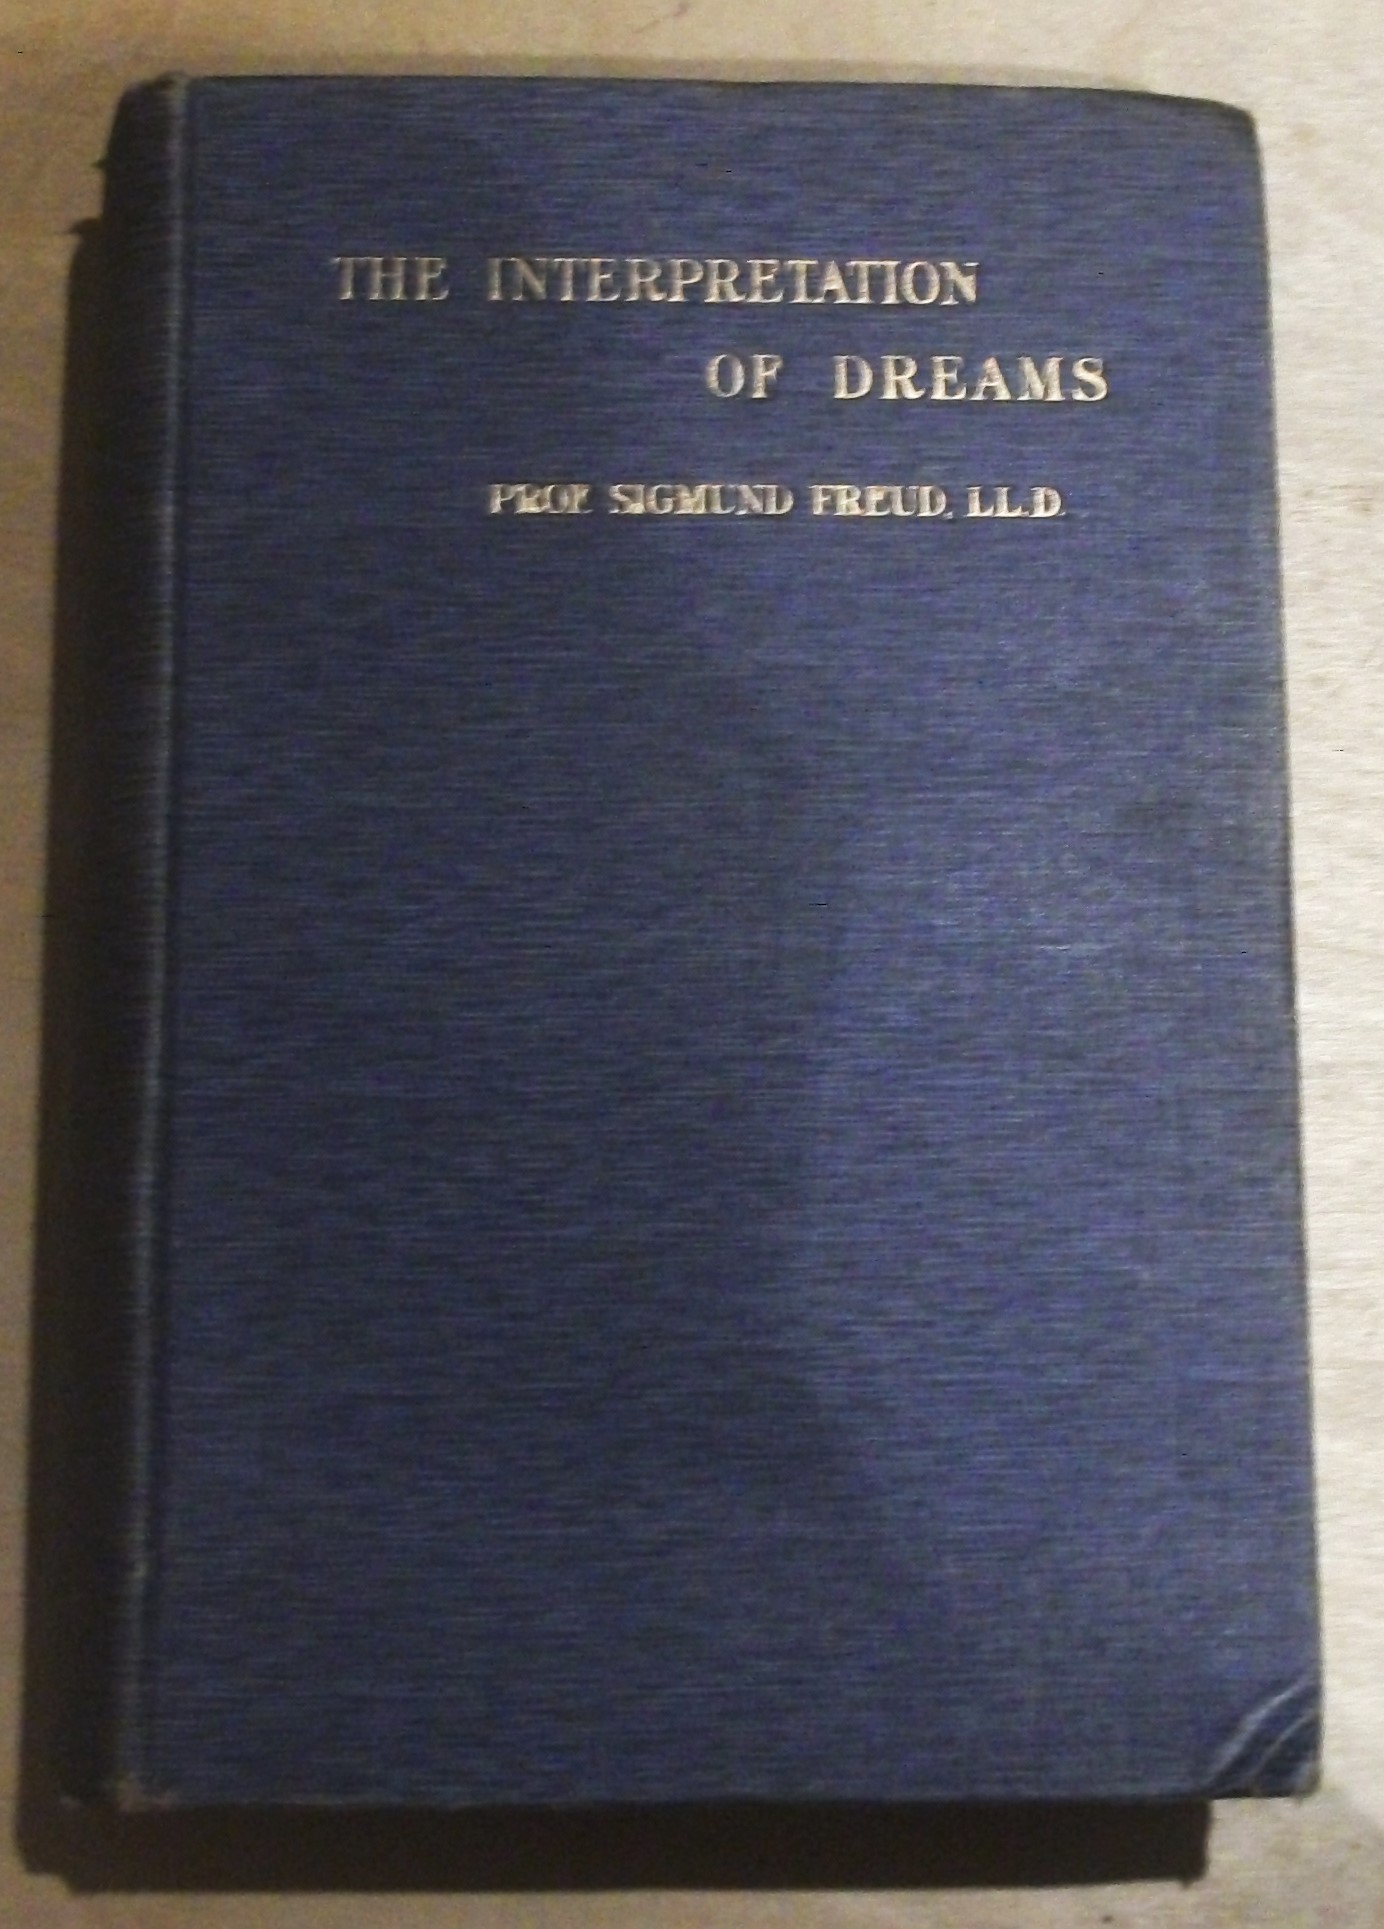 THE INTERPRETATION
OF DREAMS
PROF SIGMUND FREUD, LL.D.